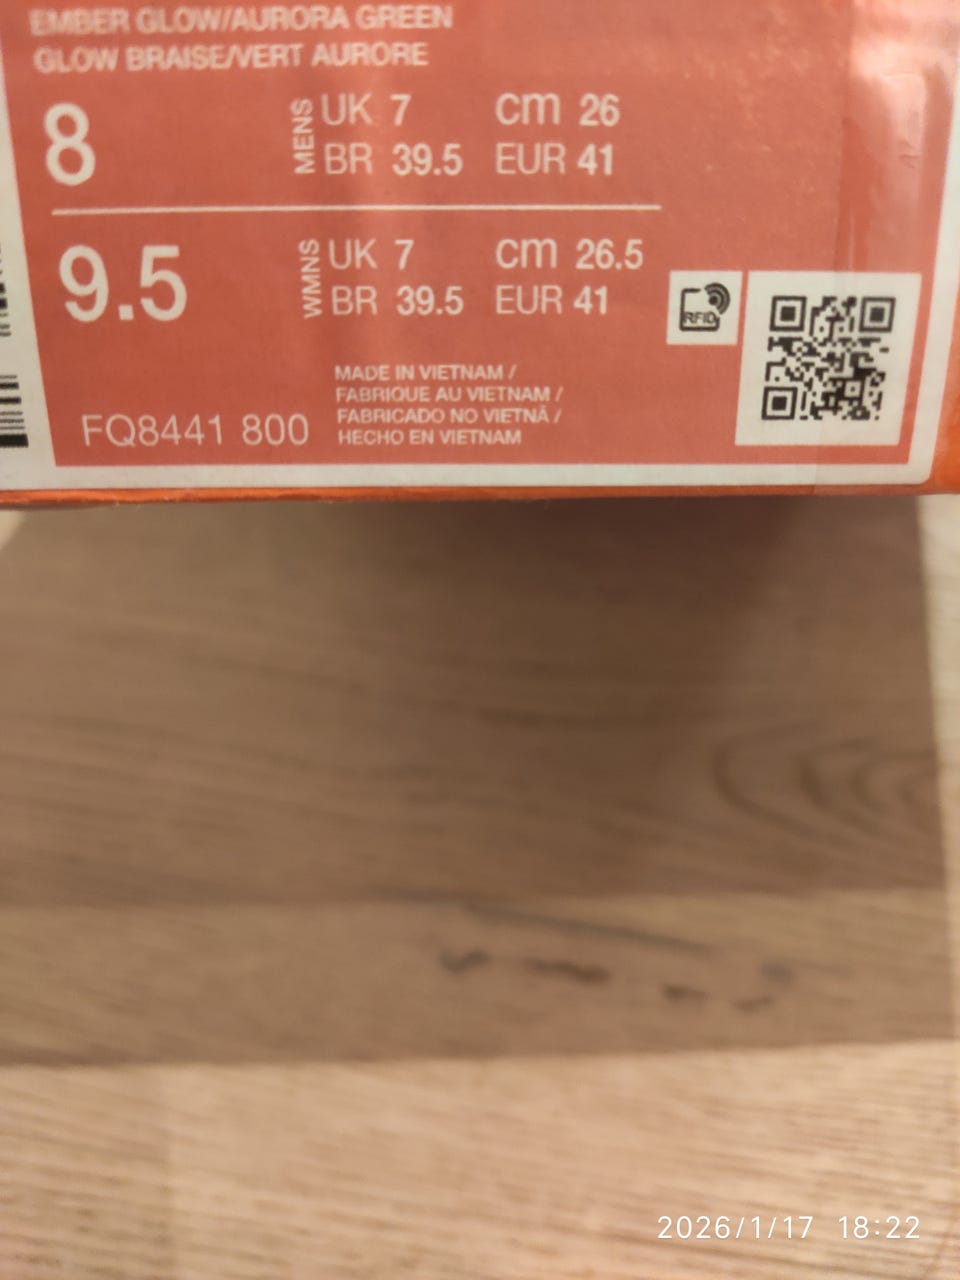 EMBER GLOW/AURORA GREEN
GLOW BRAISE/VERT AURORE
8 MENS UK 7 cm 26
BR 39.5 EUR 41
9.5 WMNS UK 7 cm 26.5
BR 39.5 EUR 41
RFID
MADE IN VIETNAM /
FABRIQUE AU VIETNAM /
FABRICADO NO VIETNÃ /
HECHO EN VIETNAM
FQ8441 800
2026/1/17 18:22